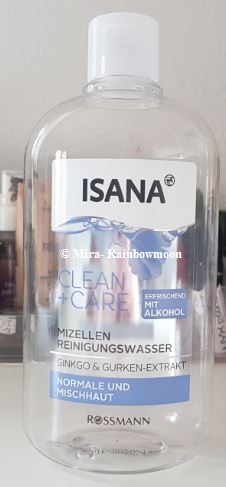 ISANA
© Mira- Rainbowmoon
CLEAN
+CARE
ERFRISCHEND
MIT
ALKOHOL
MIZELLEN
REINIGUNGSWASSER
GINKGO & GURKEN-EXTRAKT
NORMALE UND
MISCHHAUT
ROSSMANN